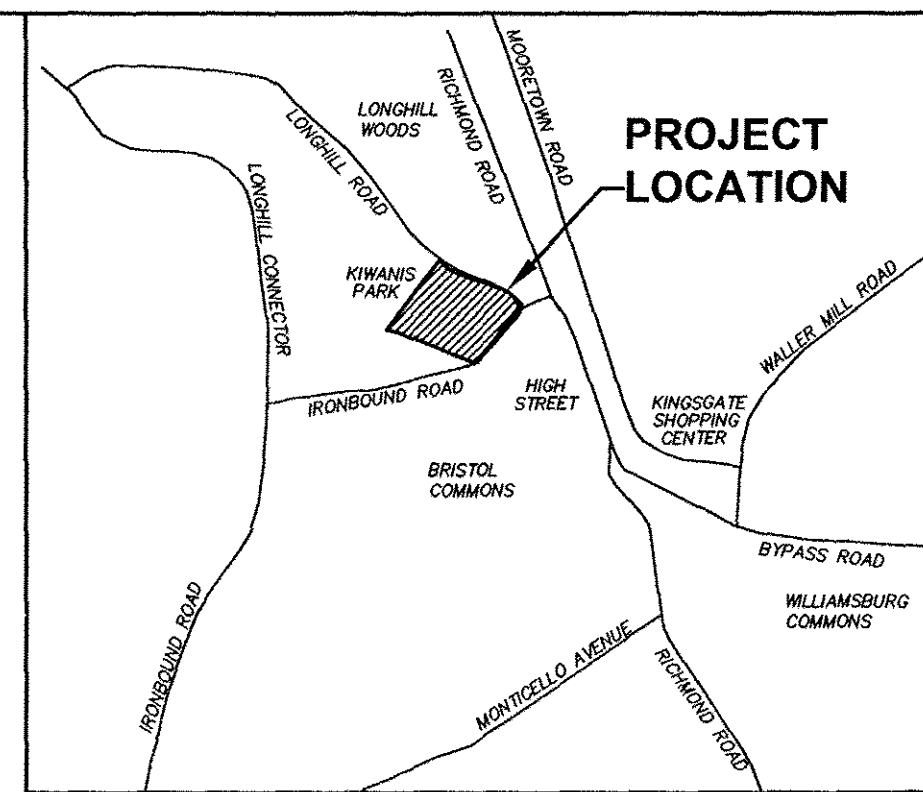 MOORETOWN ROAD
RICHMOND ROAD
LONGHILL
WOODS
LONGHILL ROAD
PROJECT
LOCATION
LONGHILL CONNECTOR
KIWANIS
PARK
WALLER MILL ROAD
IRONBOUND ROAD
HIGH
STREET
KINGSGATE
SHOPPING
CENTER
BRISTOL
COMMONS
BYPASS ROAD
WILLIAMSBURG
COMMONS
IRONBOUND ROAD
MONTICELLO AVENUE
RICHMOND ROAD